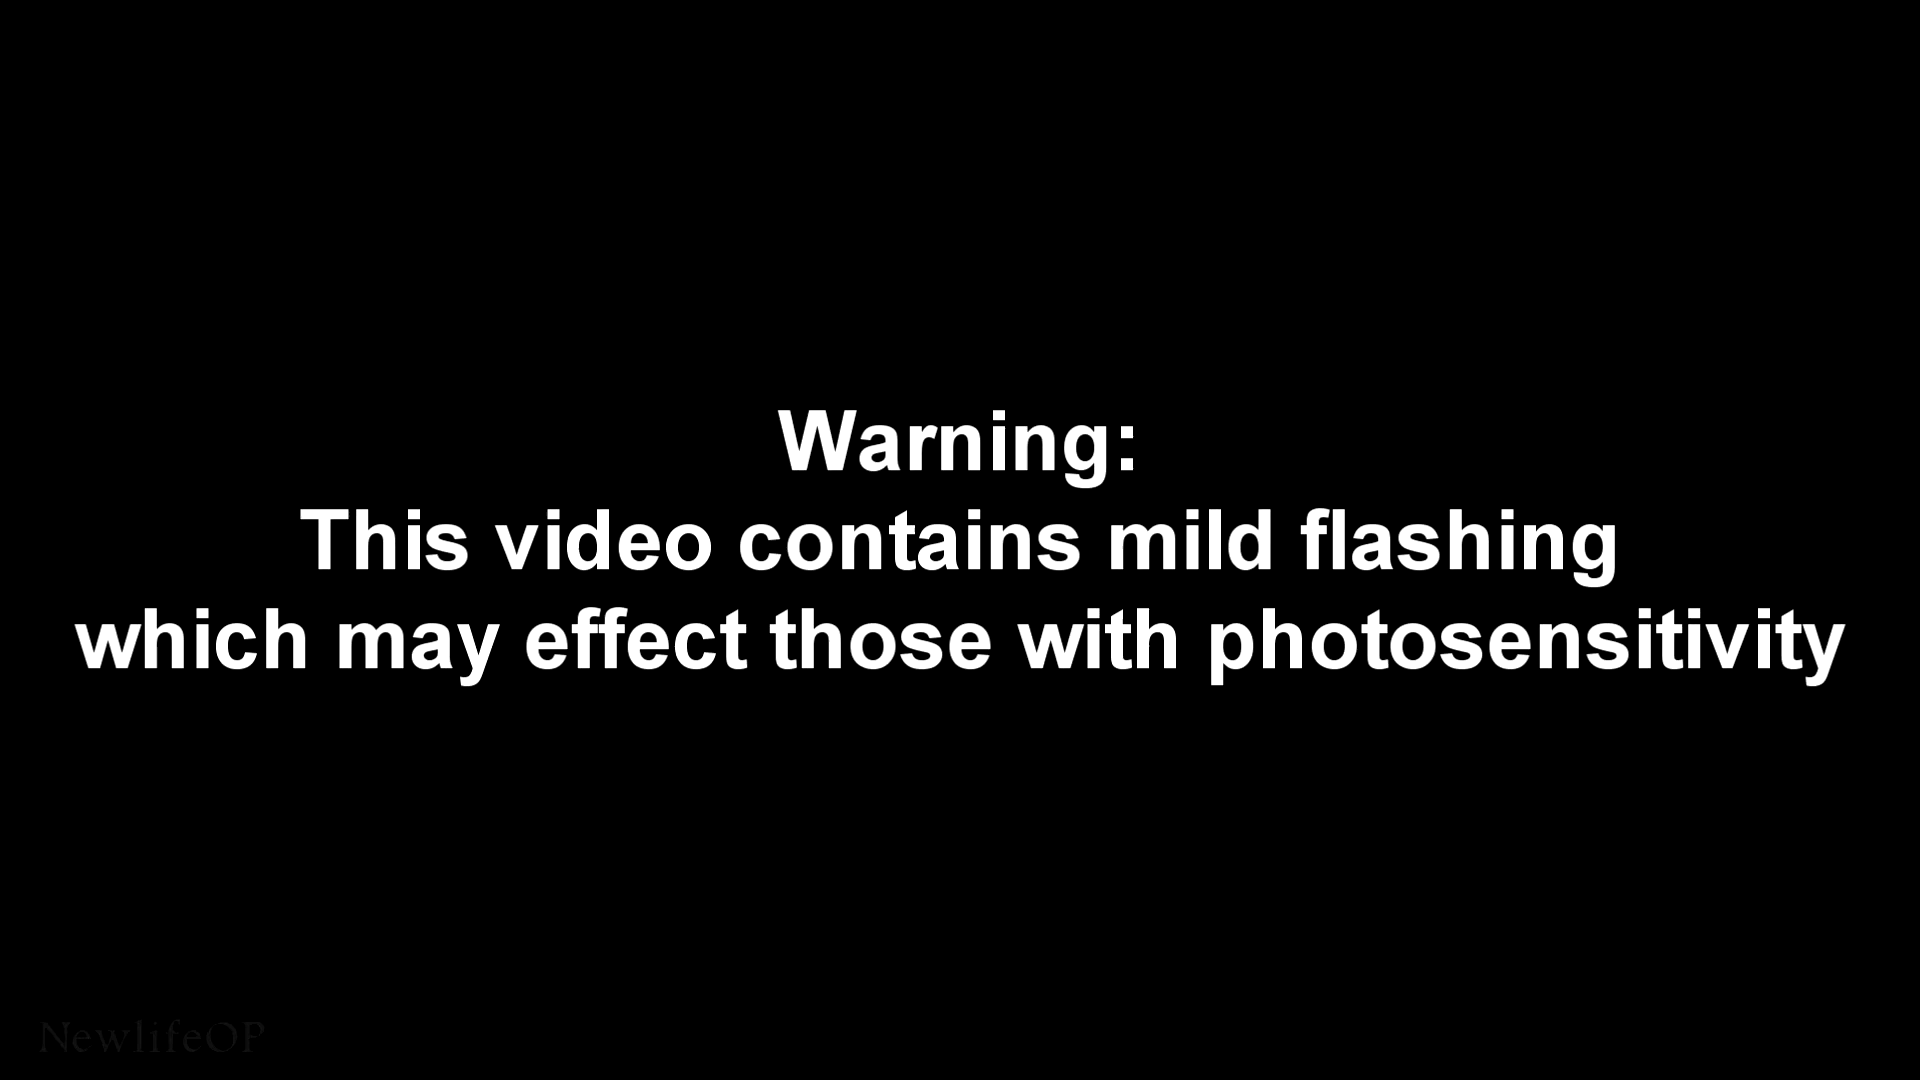 Warning:
This video contains mild flashing
which may effect those with photosensitivity
NewlifeOP